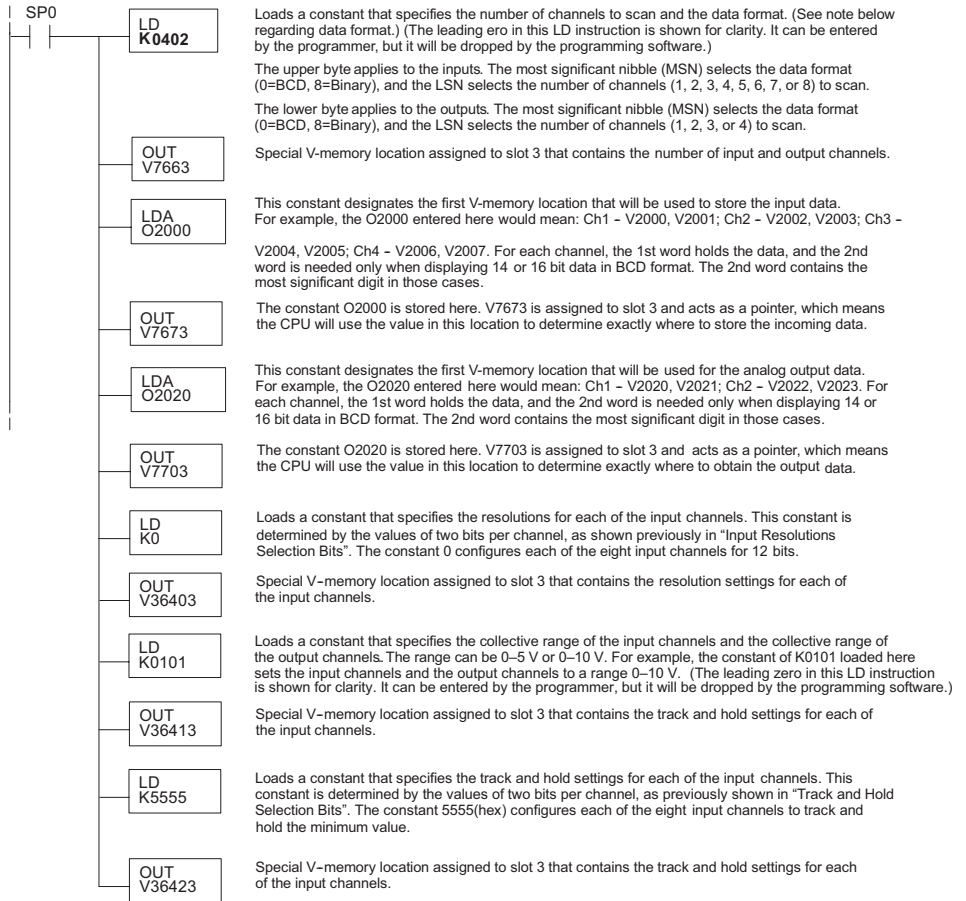 SP0
LD
K0402
Loads a constant that specifies the number of channels to scan and the data format. (See note below
regarding data format.) (The leading ero in this LD instruction is shown for clarity. It can be entered
by the programmer, but it will be dropped by the programming software.)
The upper byte applies to the inputs. The most significant nibble (MSN) selects the data format
(0=BCD, 8=Binary), and the LSN selects the number of channels (1, 2, 3, 4, 5, 6, 7, or 8) to scan.
The lower byte applies to the outputs. The most significant nibble (MSN) selects the data format
(0=BCD, 8=Binary), and the LSN selects the number of channels (1, 2, 3, or 4) to scan.
OUT
V7663
Special V-memory location assigned to slot 3 that contains the number of input and output channels.
LDA
O2000
This constant designates the first V-memory location that will be used to store the input data.
For example, the O2000 entered here would mean: Ch1 – V2000, V2001; Ch2 – V2002, V2003; Ch3 –
V2004, V2005; Ch4 – V2006, V2007. For each channel, the 1st word holds the data, and the 2nd
word is needed only when displaying 14 or 16 bit data in BCD format. The 2nd word contains the
most significant digit in those cases.
OUT
V7673
The constant O2000 is stored here. V7673 is assigned to slot 3 and acts as a pointer, which means
the CPU will use the value in this location to determine exactly where to store the incoming data.
LDA
O2020
This constant designates the first V-memory location that will be used for the analog output data.
For example, the O2020 entered here would mean: Ch1 – V2020, V2021; Ch2 – V2022, V2023. For
each channel, the 1st word holds the data, and the 2nd word is needed only when displaying 14 or
16 bit data in BCD format. The 2nd word contains the most significant digit in those cases.
OUT
V7703
The constant O2020 is stored here. V7703 is assigned to slot 3 and acts as a pointer, which means
the CPU will use the value in this location to determine exactly where to obtain the output data.
LD
K0
Loads a constant that specifies the resolutions for each of the input channels. This constant is
determined by the values of two bits per channel, as shown previously in “Input Resolutions
Selection Bits”. The constant 0 configures each of the eight input channels for 12 bits.
OUT
V36403
Special V–memory location assigned to slot 3 that contains the resolution settings for each of
the input channels.
LD
K0101
Loads a constant that specifies the collective range of the input channels and the collective range of
the output channels. The range can be 0–5 V or 0–10 V. For example, the constant of K0101 loaded here
sets the input channels and the output channels to a range 0–10 V. (The leading zero in this LD instruction
is shown for clarity. It can be entered by the programmer, but it will be dropped by the programming software.)
OUT
V36413
Special V–memory location assigned to slot 3 that contains the track and hold settings for each of
the input channels.
LD
K5555
Loads a constant that specifies the track and hold settings for each of the input channels. This
constant is determined by the values of two bits per channel, as previously shown in “Track and Hold
Selection Bits”. The constant 5555(hex) configures each of the eight input channels to track and
hold the minimum value.
OUT
V36423
Special V–memory location assigned to slot 3 that contains the track and hold settings for each
of the input channels.